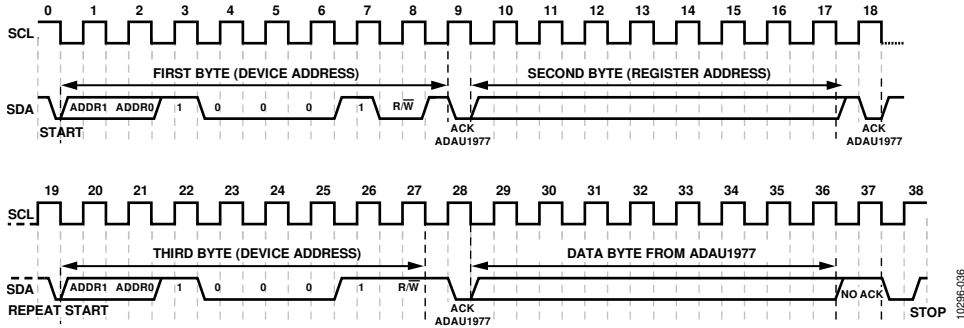 0 1 2 3 4 5 6 7 8 9 10 11 12 13 14 15 16 17 18
SCL
FIRST BYTE (DEVICE ADDRESS) SECOND BYTE (REGISTER ADDRESS)
SDA ADDR1 ADDR0 1 0 0 0 1 R/W
START ACK ADAU1977 ACK ADAU1977
19 20 21 22 23 24 25 26 27 28 29 30 31 32 33 34 35 36 37 38
SCL
THIRD BYTE (DEVICE ADDRESS) DATA BYTE FROM ADAU1977
SDA ADDR1 ADDR0 1 0 0 0 1 R/W NO ACK
REPEAT START ACK ADAU1977 STOP
10296-036